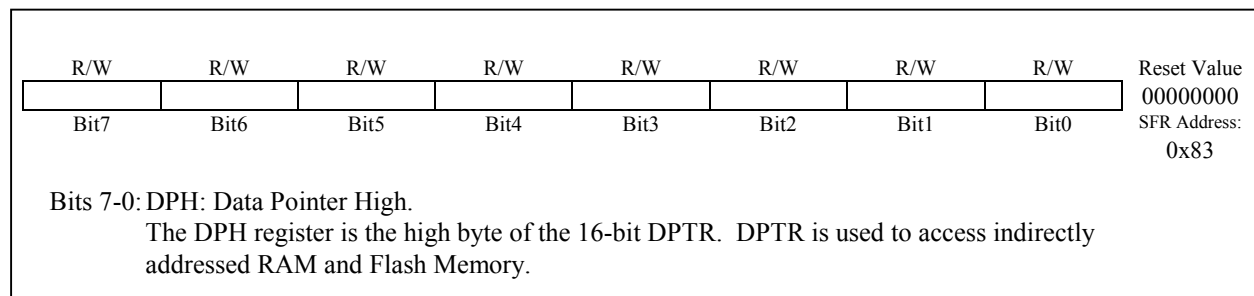 R/W R/W R/W R/W R/W R/W R/W R/W Reset Value
00000000
Bit7 Bit6 Bit5 Bit4 Bit3 Bit2 Bit1 Bit0 SFR Address:
0x83
Bits 7-0: DPH: Data Pointer High.
The DPH register is the high byte of the 16-bit DPTR. DPTR is used to access indirectly
addressed RAM and Flash Memory.